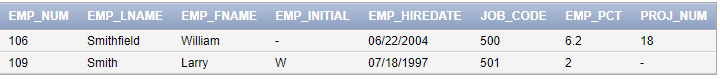 EMP_NUM EMP_LNAME EMP_FNAME EMP_INITIAL EMP_HIREDATE JOB_CODE EMP_PCT PROJ_NUM
106 Smithfield William - 06/22/2004 500 6.2 18
109 Smith Larry W 07/18/1997 501 2 -